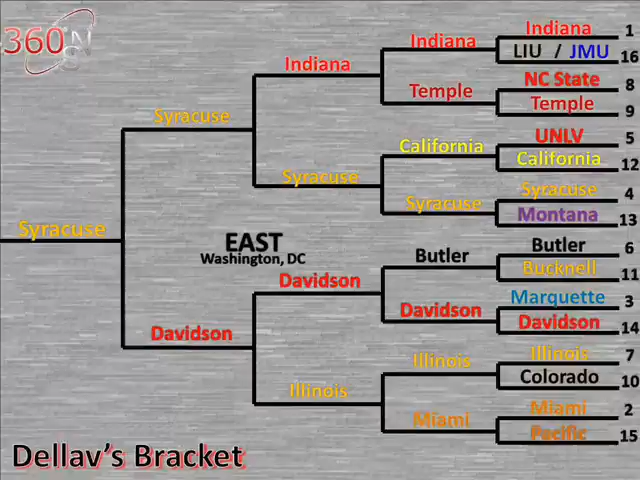 360
N
S
Indiana 1
LIU / JMU 16
NC State 8
Temple 9
UNLV 5
California 12
Syracuse 4
Montana 13
Butler 6
Bucknell 11
Marquette 3
Davidson 14
Illinois 7
Colorado 10
Miami 2
Pacific 15
Indiana
Temple
California
Syracuse
Butler
Davidson
Illinois
Miami
Indiana
Syracuse
Davidson
Illinois
Syracuse
Davidson
Syracuse
EAST
Washington, DC
Dellav's Bracket